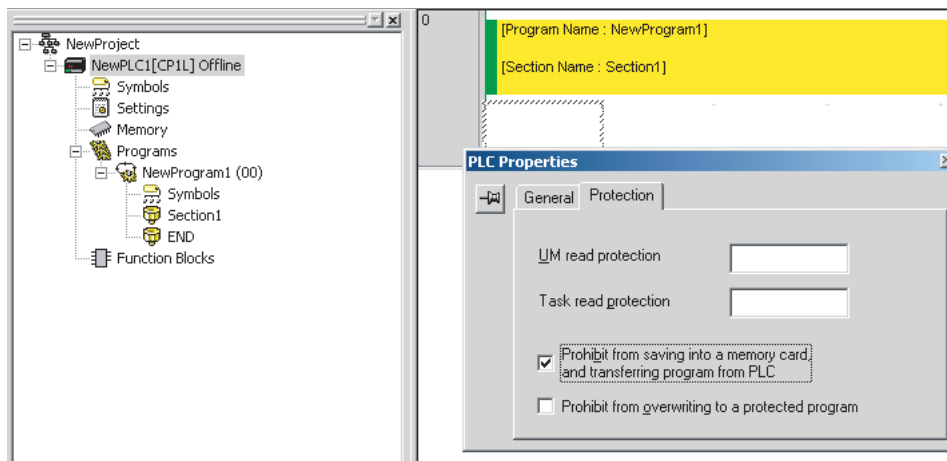 NewProject
NewPLC1[CP1L] Offline
Symbols
Settings
Memory
Programs
NewProgram1 (00)
Symbols
Section1
END
Function Blocks
0
[Program Name : NewProgram1]
[Section Name : Section1]
PLC Properties
General Protection
UM read protection
Task read protection
Prohibit from saving into a memory card,
and transferring program from PLC
Prohibit from overwriting to a protected program